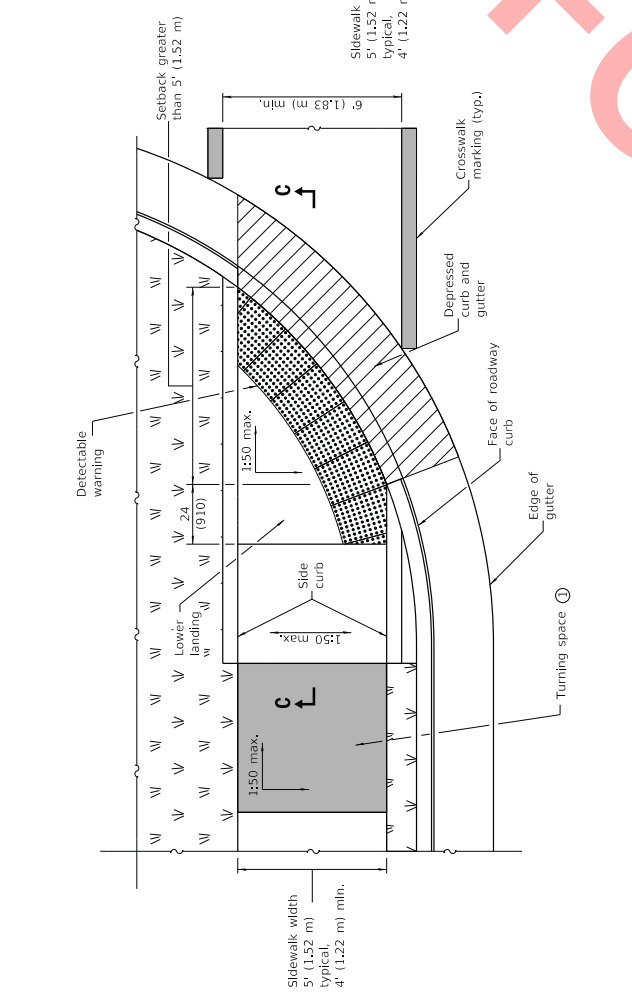 Setback greater
than 5' (1.52 m)
Sidewalk
5' (1.52 m
typical,
4' (1.22 m
6' (1.83 m) min.
Crosswalk
marking (typ.)
C
Depressed
curb and
gutter
Face of roadway
curb
Edge of
gutter
Detectable
warning
1:50 max.
24
(910)
Lower
landing
Side
curb
1:50 max.
C
1:50 max.
Turning space 1
Sidewalk width
5' (1.52 m)
typical,
4' (1.22 m) min.
FO